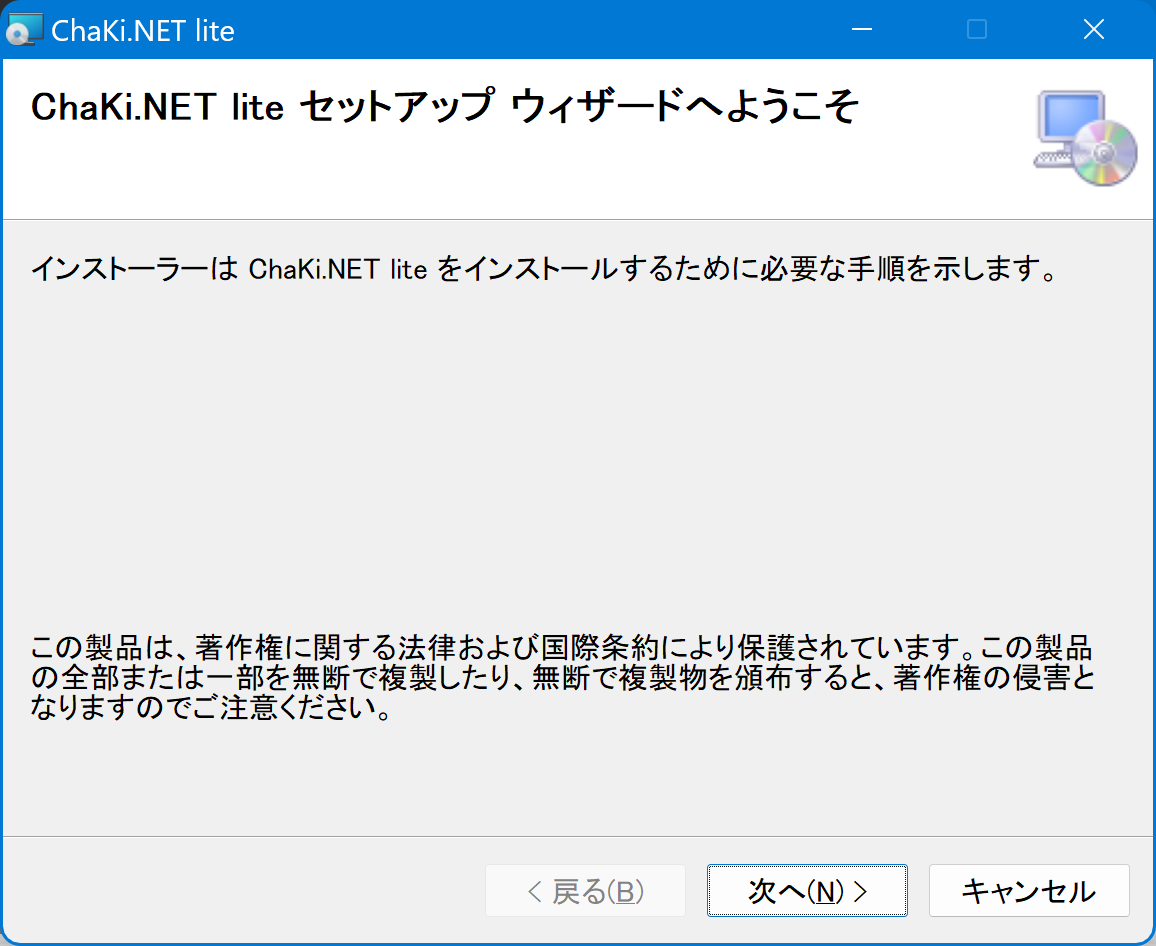 ChaKi.NET lite
ChaKi.NET lite セットアップ ウィザードへようこそ
インストーラーは ChaKi.NET lite をインストールするために必要な手順を示します。
この製品は、著作権に関する法律および国際条約により保護されています。この製品
の全部または一部を無断で複製したり、無断で複製物を頒布すると、著作権の侵害と
なりますのでご注意ください。
< 戻る(B)
次へ(N) >
キャンセル